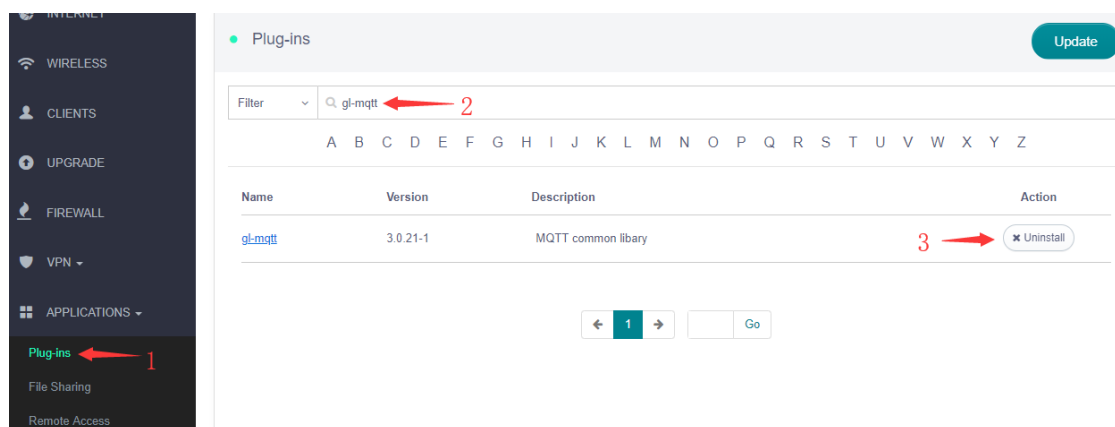 INTERNET
WIRELESS
CLIENTS
UPGRADE
FIREWALL
VPN
APPLICATIONS
Plug-ins
1
File Sharing
Remote Access
Plug-ins
Update
Filter
gl-mqtt
2
A B C D E F G H I J K L M N O P Q R S T U V W X Y Z
Name Version Description Action
gl-mqtt 3.0.21-1 MQTT common libary 3 Uninstall
1 Go